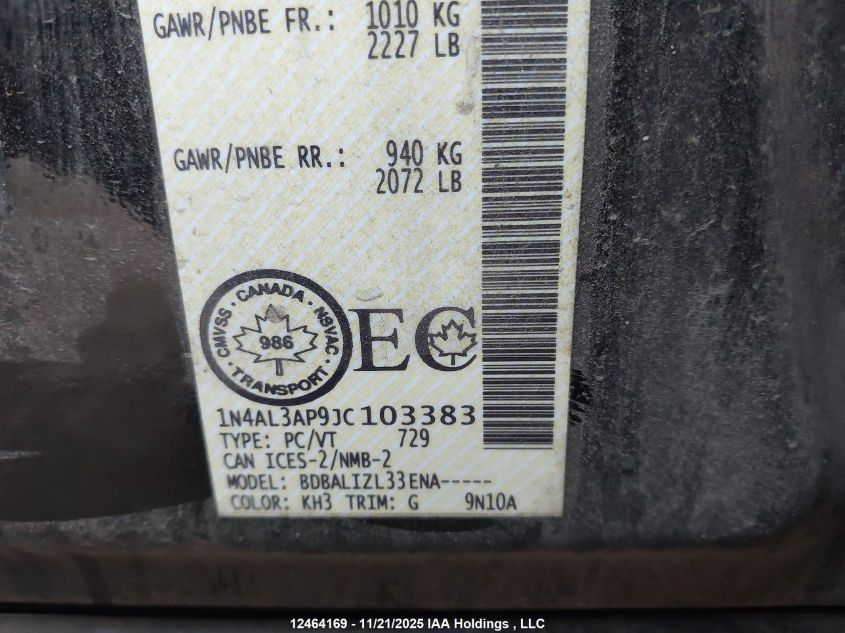 GAWR/PNBE FR.: 1010 KG
2227 LB
GAWR/PNBE RR.: 940 KG
2072 LB
CMVSS · CANADA · NSVAC · TRANSPORT ·
986
EC
1N4AL3AP9JC103383
TYPE: PC/VT 729
CAN ICES-2/NMB-2
MODEL: BDBALIZL33ENA-----
COLOR: KH3 TRIM: G 9N10A
12464169 - 11/21/2025 IAA Holdings , LLC